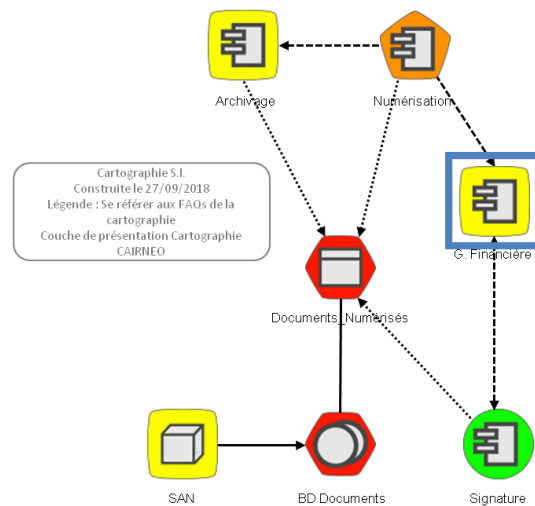 Archivage
Numérisation
Cartographie S.I.
Construite le 27/09/2018
Légende : Se référer aux FAQs de la
cartographie
Couche de présentation Cartographie
CAIRNEO
G. Financière
Documents_Numérisés
SAN
BD Documents
Signature